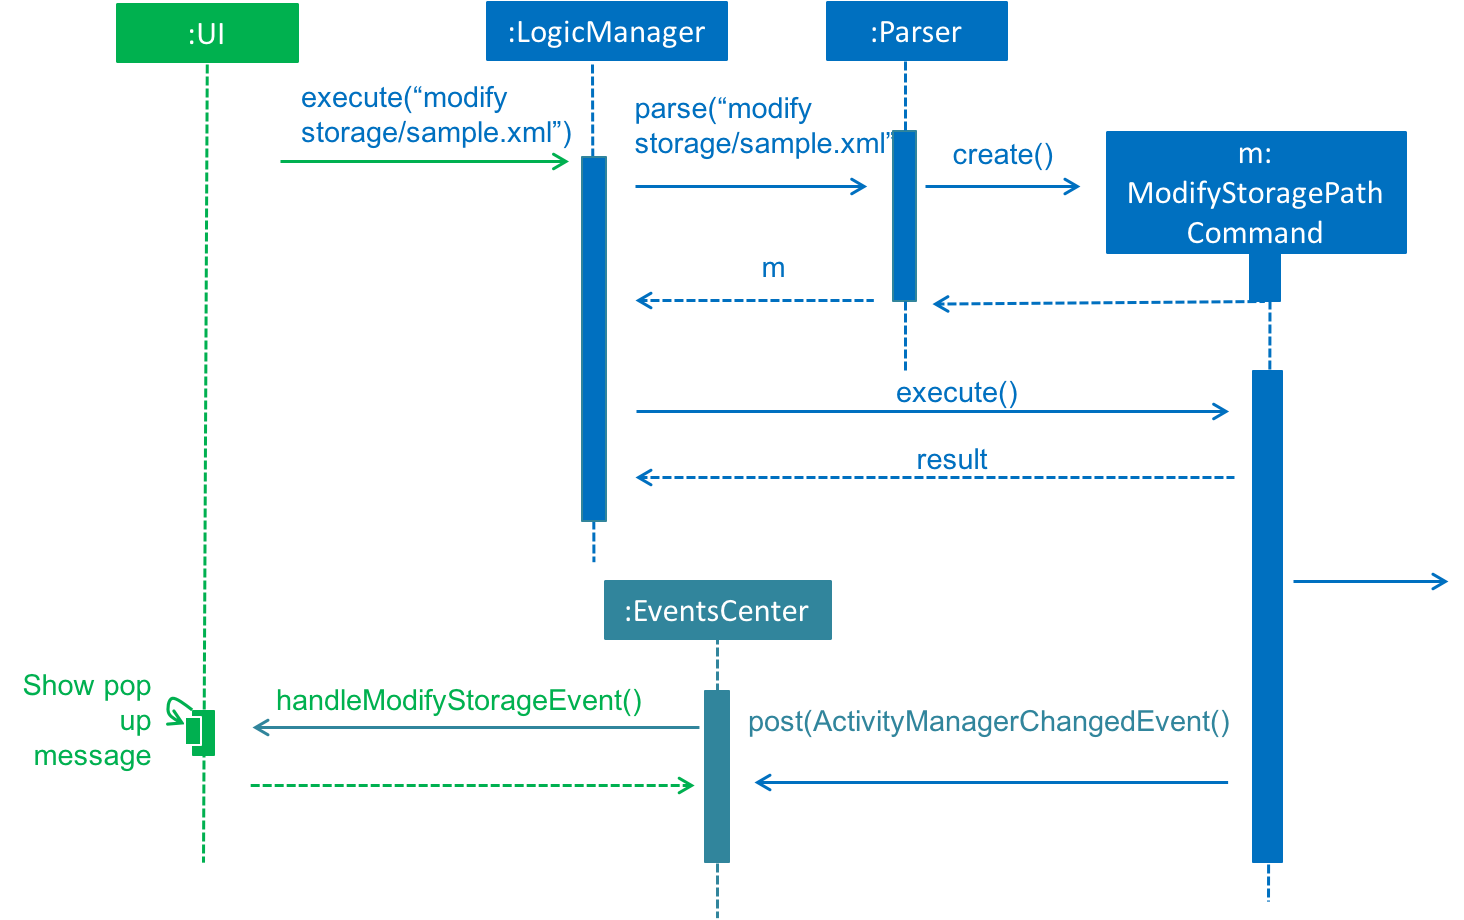 :UI
:LogicManager
:Parser
execute(“modify
storage/sample.xml”)
parse(“modify
storage/sample.xml”
create()
m:
ModifyStoragePath
Command
m
execute()
result
:EventsCenter
Show pop
up
message
handleModifyStorageEvent()
post(ActivityManagerChangedEvent()